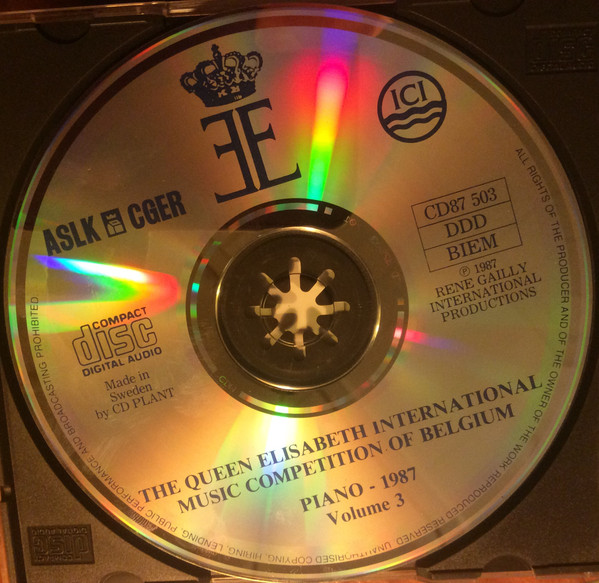 ƎE
ICI
ASLK CGER
CD87 503
DDD
BIEM
℗ 1987
RENE GAILLY
INTERNATIONAL
PRODUCTIONS
COMPACT
disc
DIGITAL AUDIO
Made in
Sweden
by CD PLANT
THE QUEEN ELISABETH INTERNATIONAL
MUSIC COMPETITION OF BELGIUM
PIANO - 1987
Volume 3
ALL RIGHTS OF THE PRODUCER AND OF THE OWNER OF THE WORK REPRODUCED RESERVED. UNAUTHORISED COPYING, HIRING, LENDING, PUBLIC PERFORMANCE AND BROADCASTING PROHIBITED